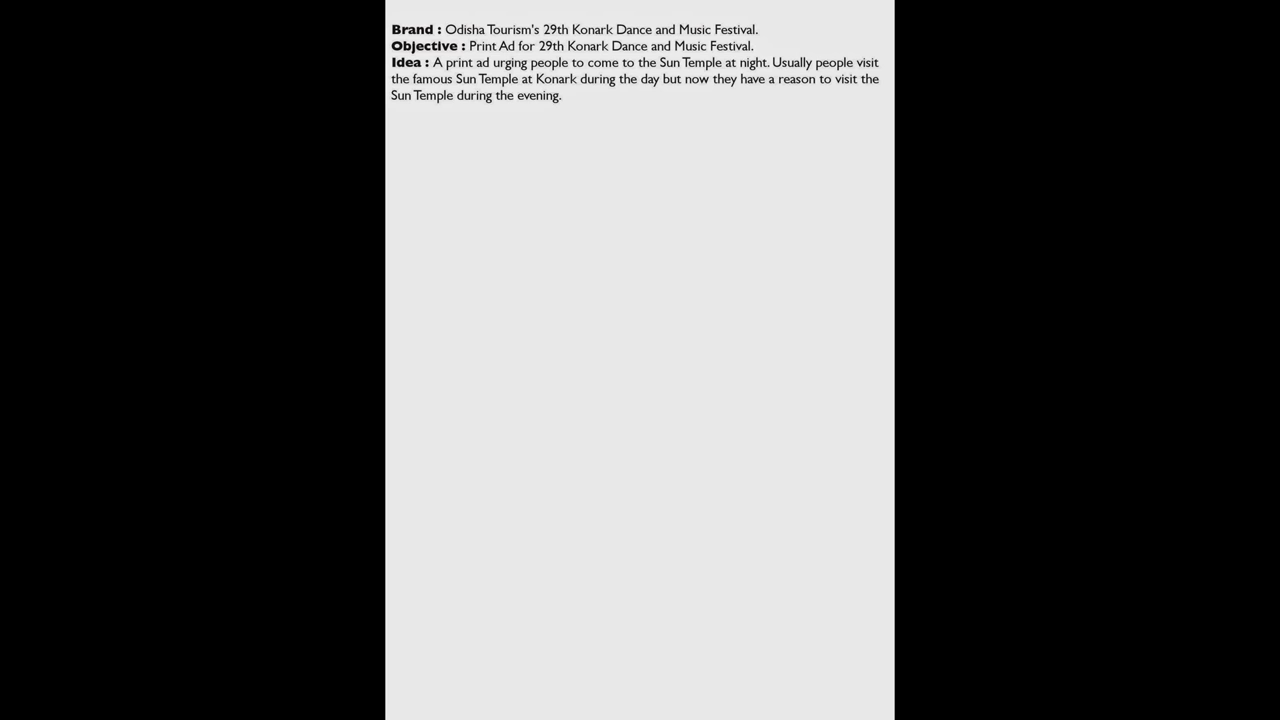 Brand : Odisha Tourism's 29th Konark Dance and Music Festival.
Objective : Print Ad for 29th Konark Dance and Music Festival.
Idea : A print ad urging people to come to the Sun Temple at night. Usually people visit
the famous Sun Temple at Konark during the day but now they have a reason to visit the
Sun Temple during the evening.